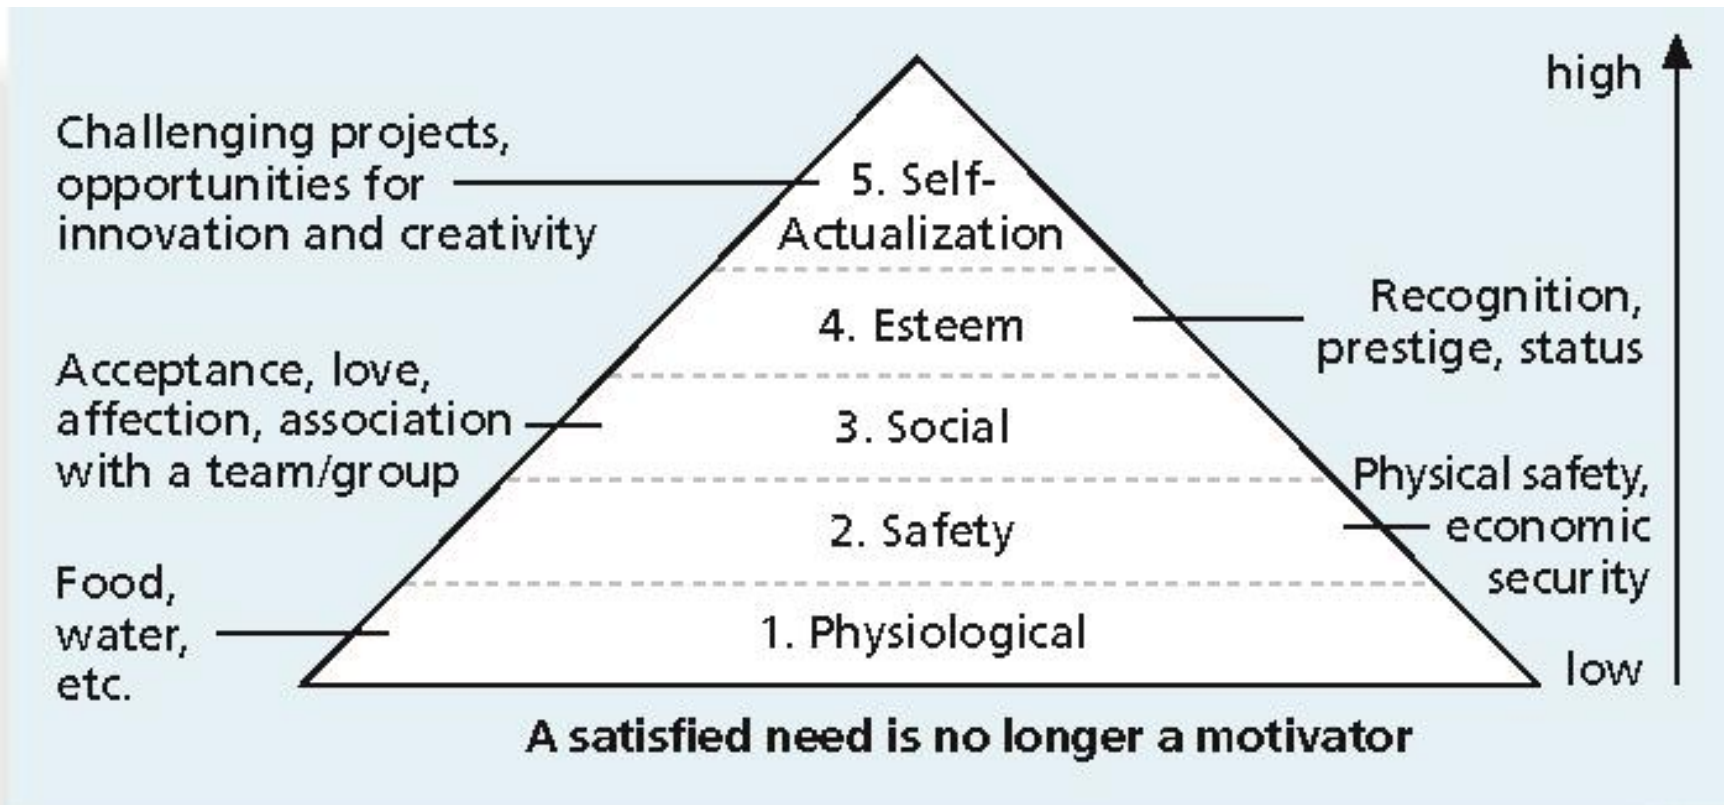 high
Challenging projects,
opportunities for
innovation and creativity
5. Self-
Actualization
Recognition,
prestige, status
4. Esteem
Acceptance, love,
affection, association
with a team/group
3. Social
Physical safety,
economic
security
2. Safety
Food,
water,
etc.
1. Physiological
low
A satisfied need is no longer a motivator